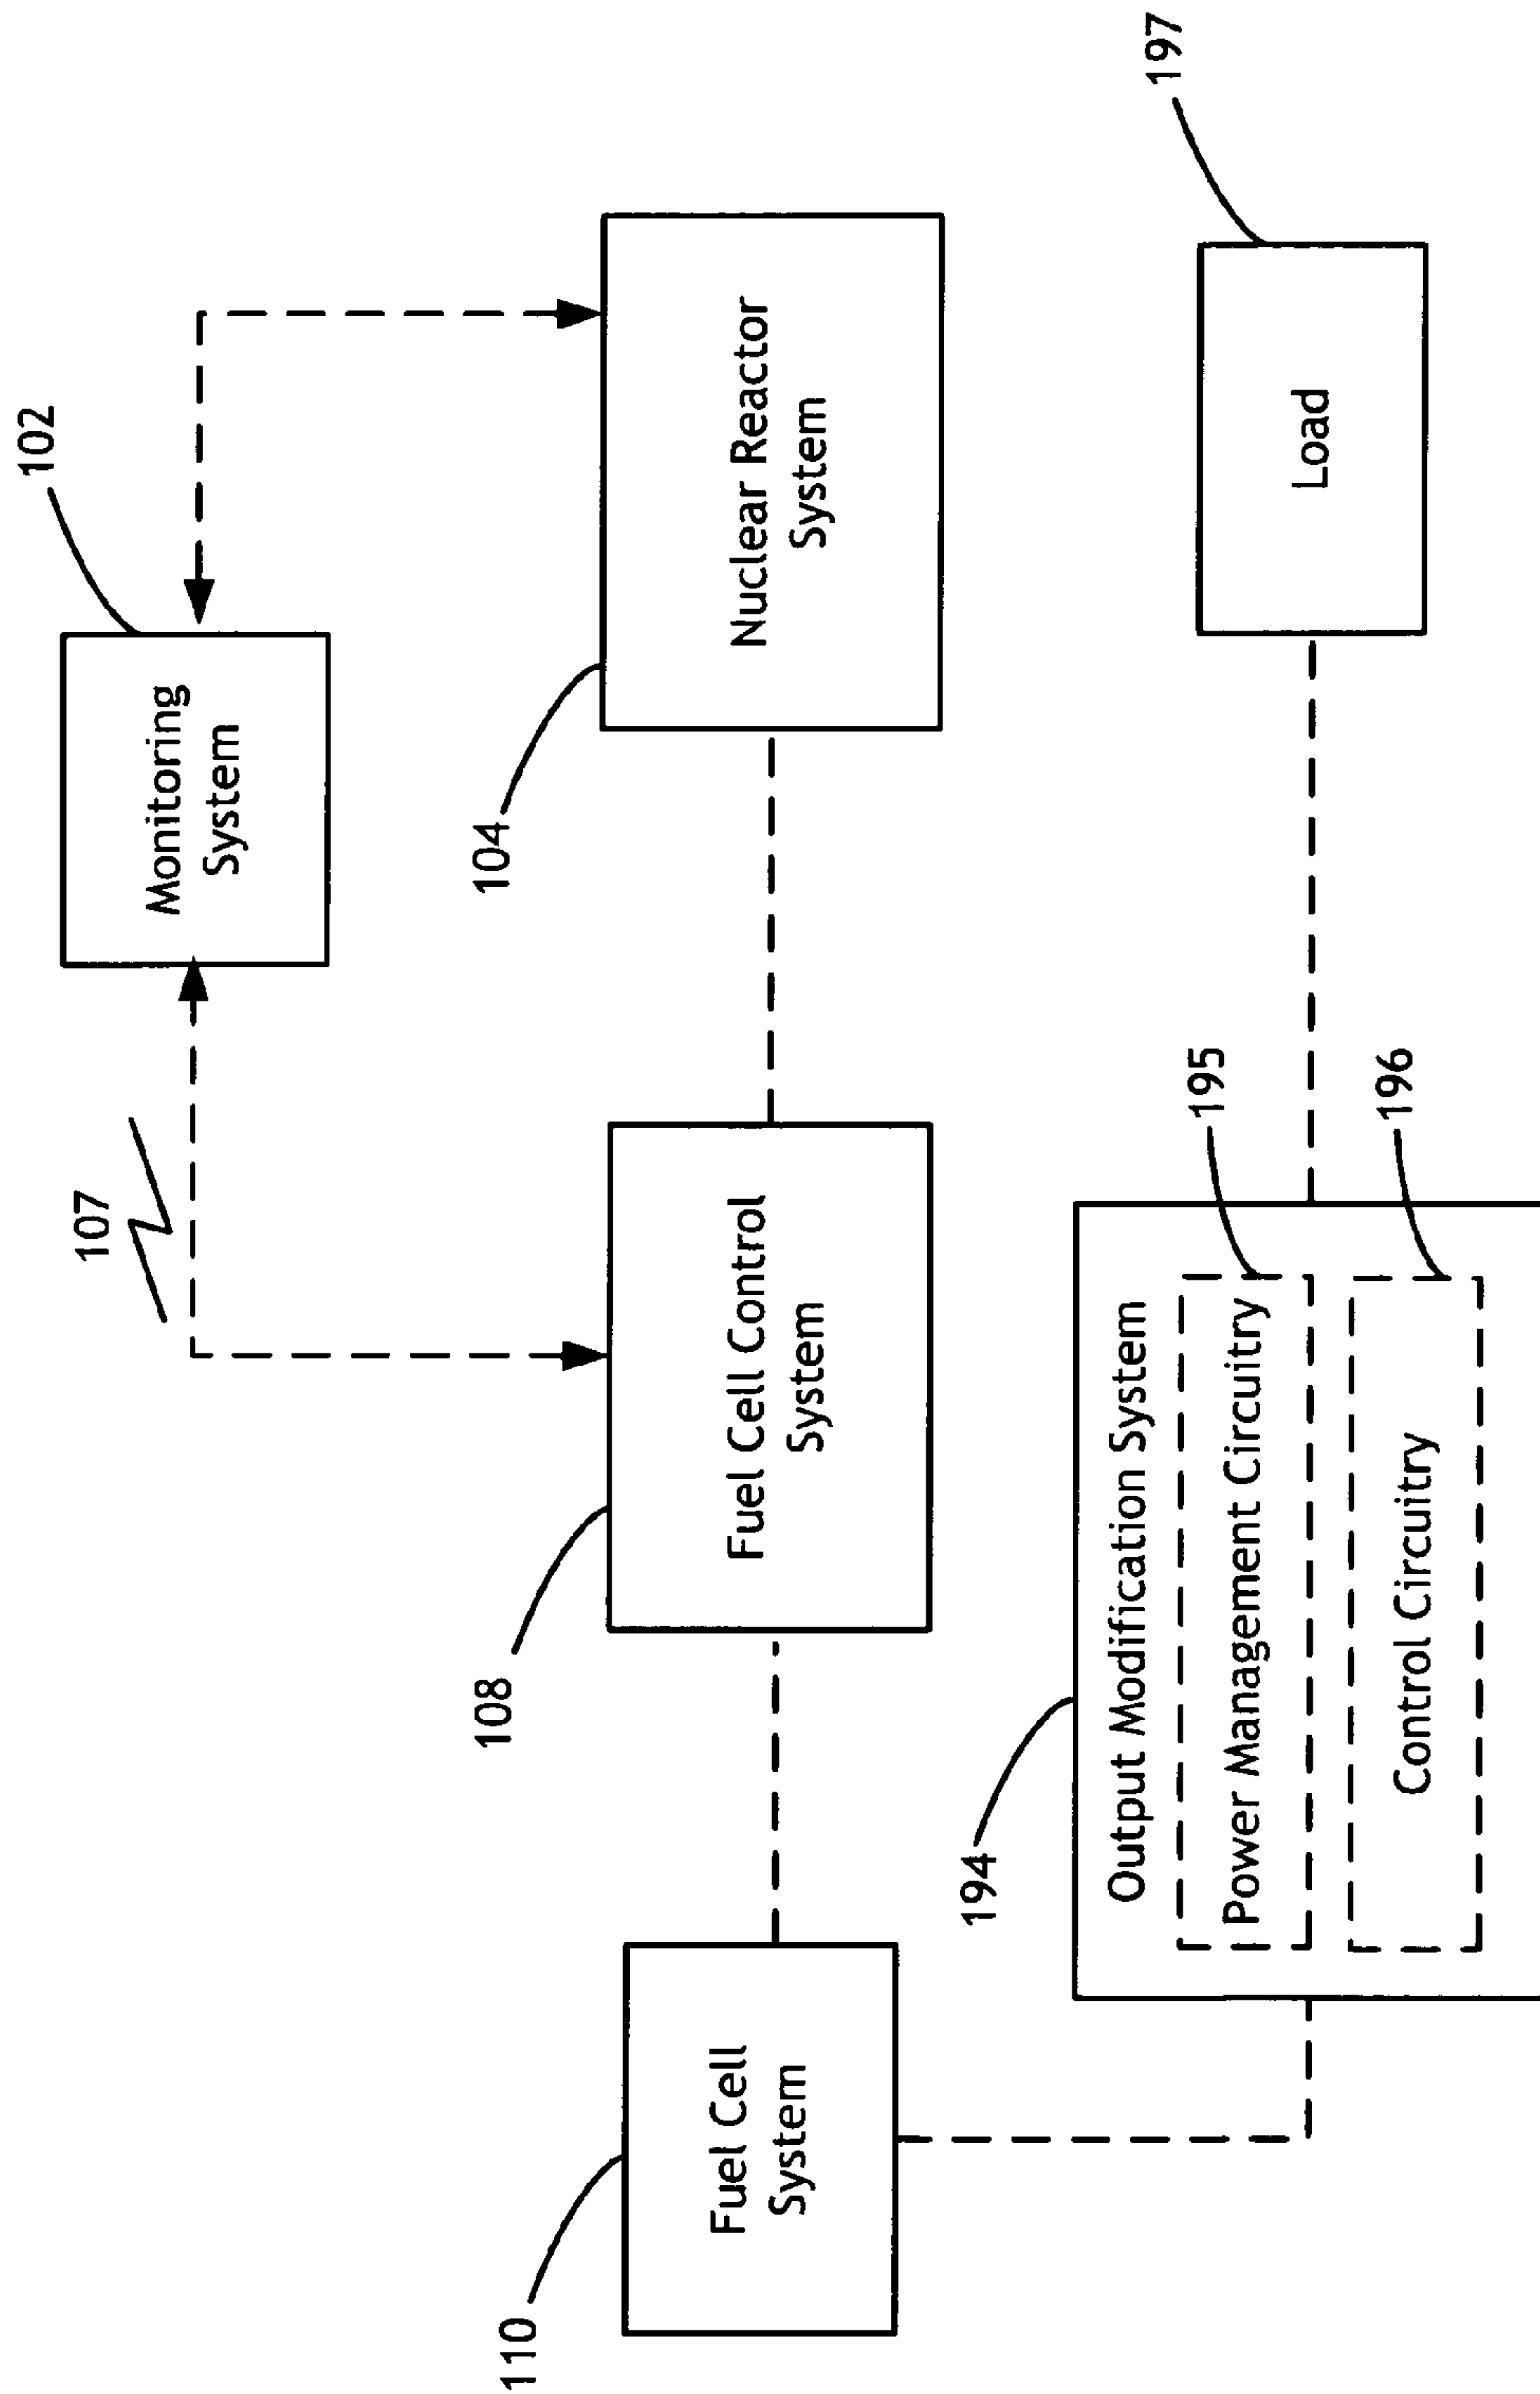 102
107
Monitoring
System
104
108
110
Fuel Cell
System
Fuel Cell Control
System
Nuclear Reactor
System
194
195
197
Output Modification System
Power Management Circuitry
196
Control Circuitry
Load